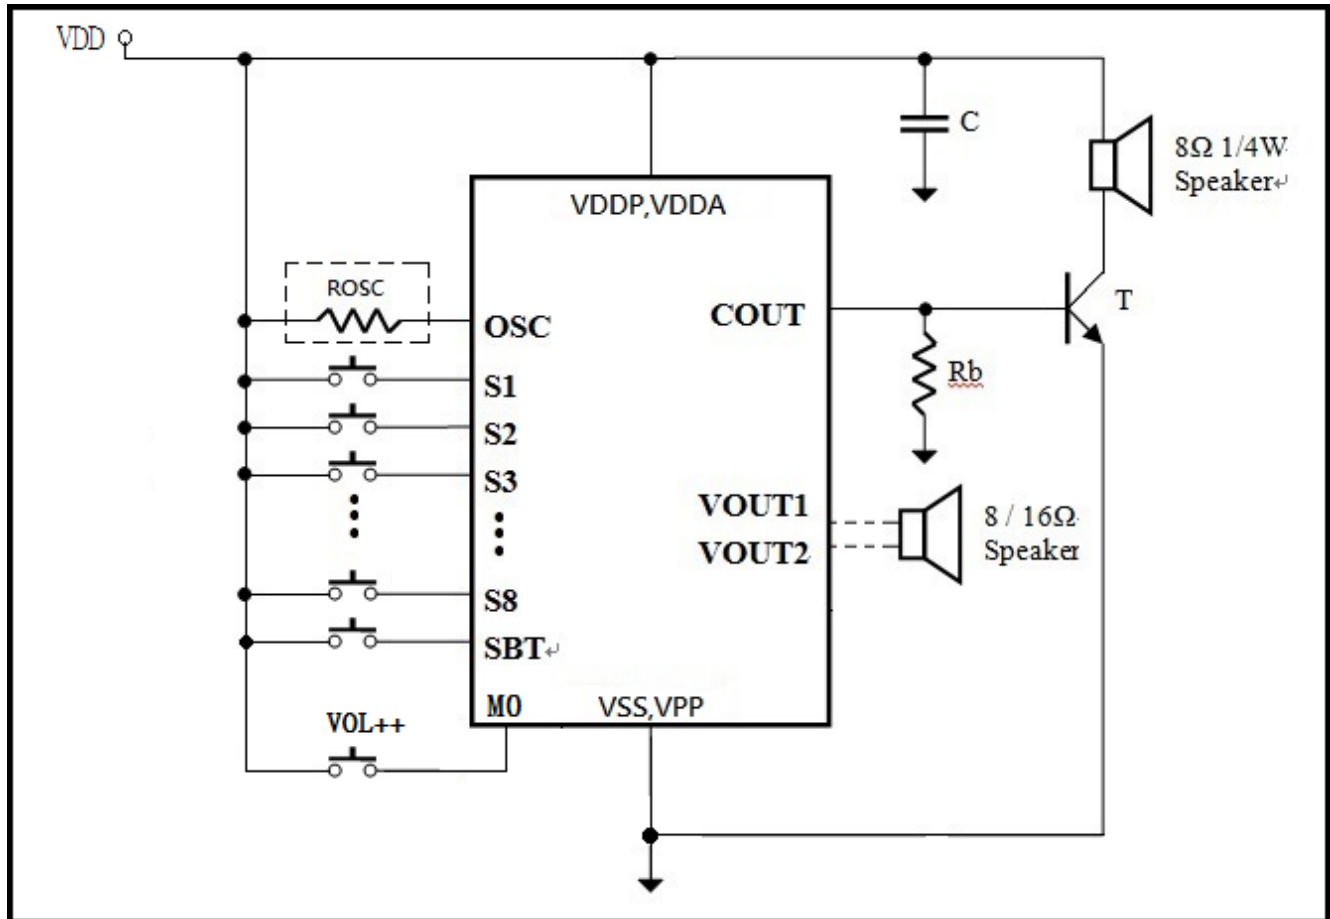 VDD
C
8Ω 1/4W
Speaker↵
VDDP,VDDA
ROSC
OSC
COUT
T
S1
Rb
S2
S3
VOUT1
8 / 16Ω
VOUT2
Speaker
S8
SBT↵
M0
VSS,VPP
VOL++